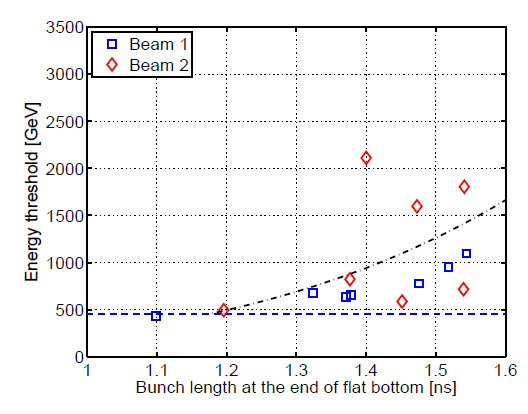 3500
3000
2500
2000
1500
1000
500
0
Energy threshold [GeV]
Beam 1
Beam 2
1 1.1 1.2 1.3 1.4 1.5 1.6
Bunch length at the end of flat bottom [ns]